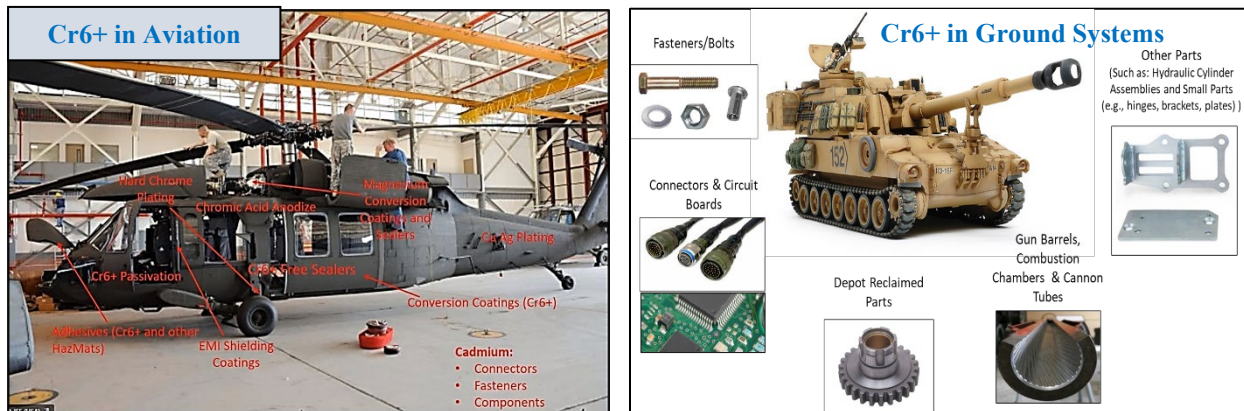 Cr6+ in Aviation
Hard Chrome
Plating
Chromic Acid Anodize
Magnesium
Conversion
Coatings and
Sealers
Cd Ag Plating
Cr6+ Passivation
Cr6+ Free Sealers
Conversion Coatings (Cr6+)
Adhesives (Cr6+ and other
HazMats)
EMI Shielding
Coatings
Cadmium:
• Connectors
• Fasteners
• Components
Cr6+ in Ground Systems
Fasteners/Bolts
152
Other Parts
(Such as: Hydraulic Cylinder
Assemblies and Small Parts
(e.g., hinges, brackets, plates) )
Connectors & Circuit
Boards
Depot Reclaimed
Parts
Gun Barrels,
Combustion
Chambers & Cannon
Tubes